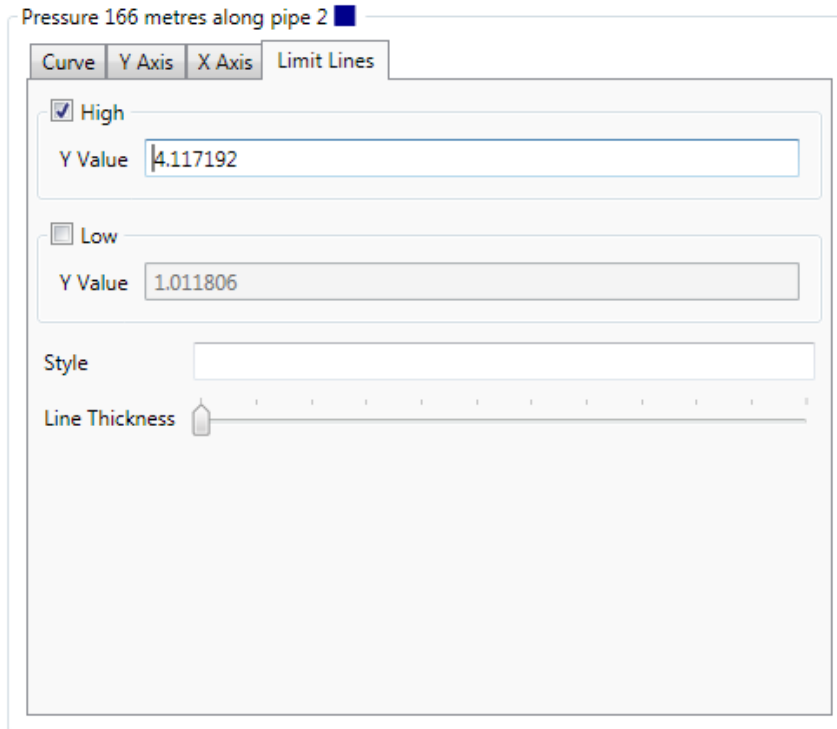 Pressure 166 metres along pipe 2
Curve Y Axis X Axis Limit Lines
High
Y Value 4.117192
Low
Y Value 1.011806
Style
Line Thickness